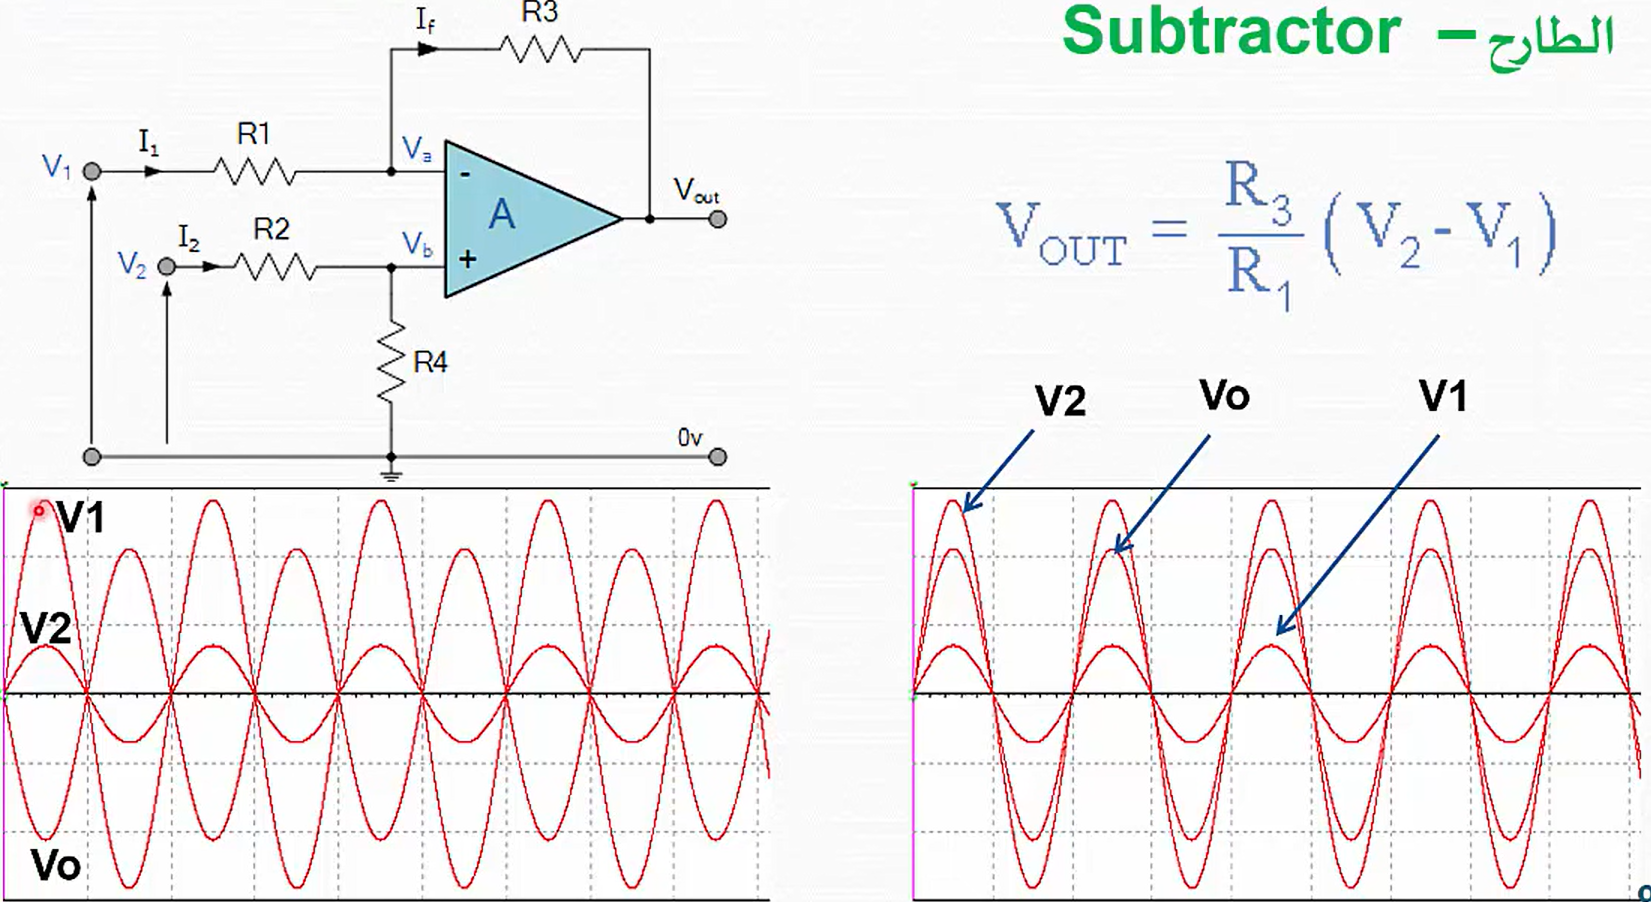 Subtractor – الطارح
If
R3
I1
R1
V1
Va
-
A
Vout
I2
R2
V2
Vb
+
R4
0v
VOUT = R3/R1 ( V2 - V1 )
V2
Vo
V1
V1
V2
Vo